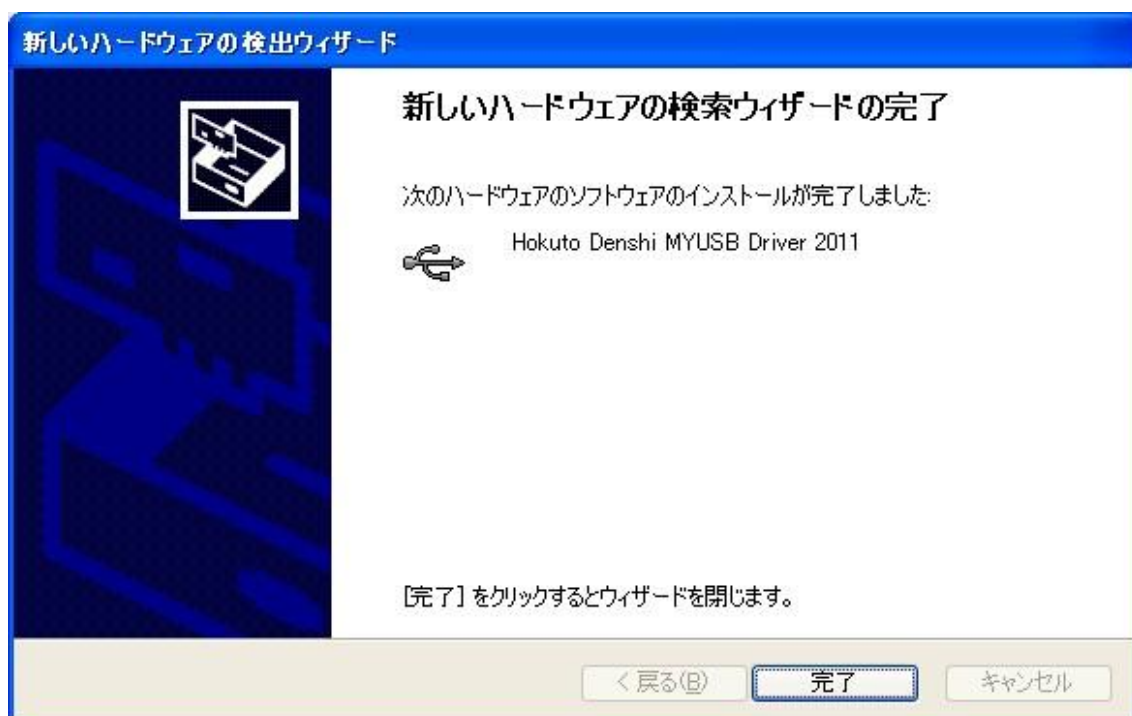 新しいハードウェアの検出ウィザード
新しいハードウェアの検索ウィザードの完了
次のハードウェアのソフトウェアのインストールが完了しました:
Hokuto Denshi MYUSB Driver 2011
[完了] をクリックするとウィザードを閉じます。
< 戻る(B)
完了
キャンセル